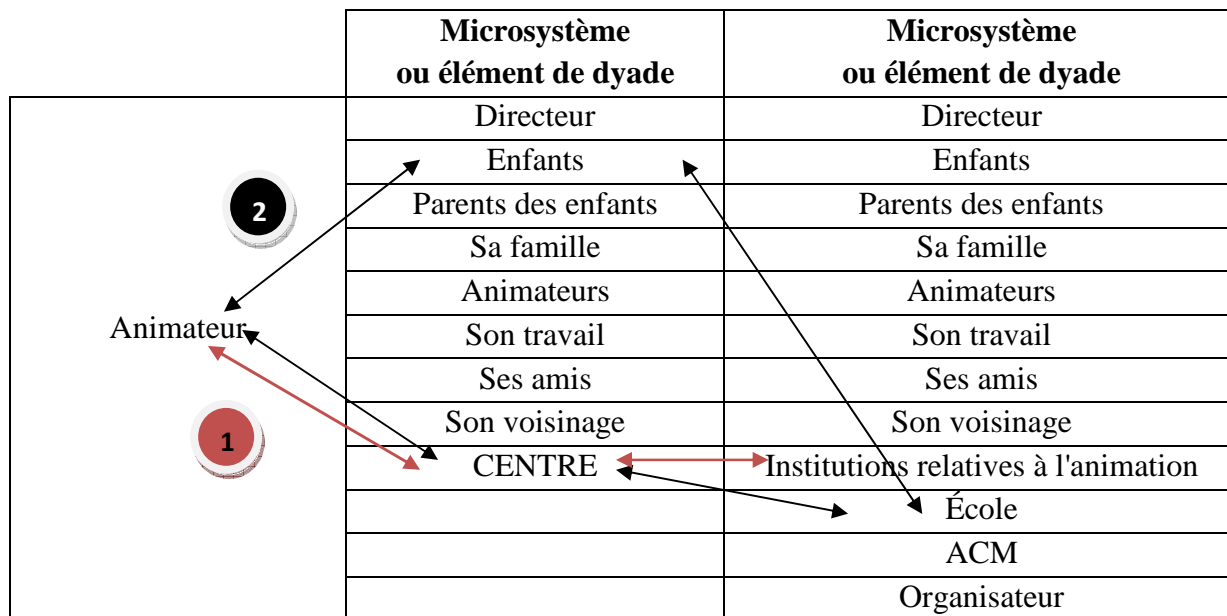 Microsystème
ou élément de dyade
Microsystème
ou élément de dyade
Directeur
Directeur
Enfants
Enfants
2
Parents des enfants
Parents des enfants
Sa famille
Sa famille
Animateurs
Animateurs
Animateur
Son travail
Son travail
Ses amis
Ses amis
1
Son voisinage
Son voisinage
CENTRE
Institutions relatives à l'animation
École
ACM
Organisateur